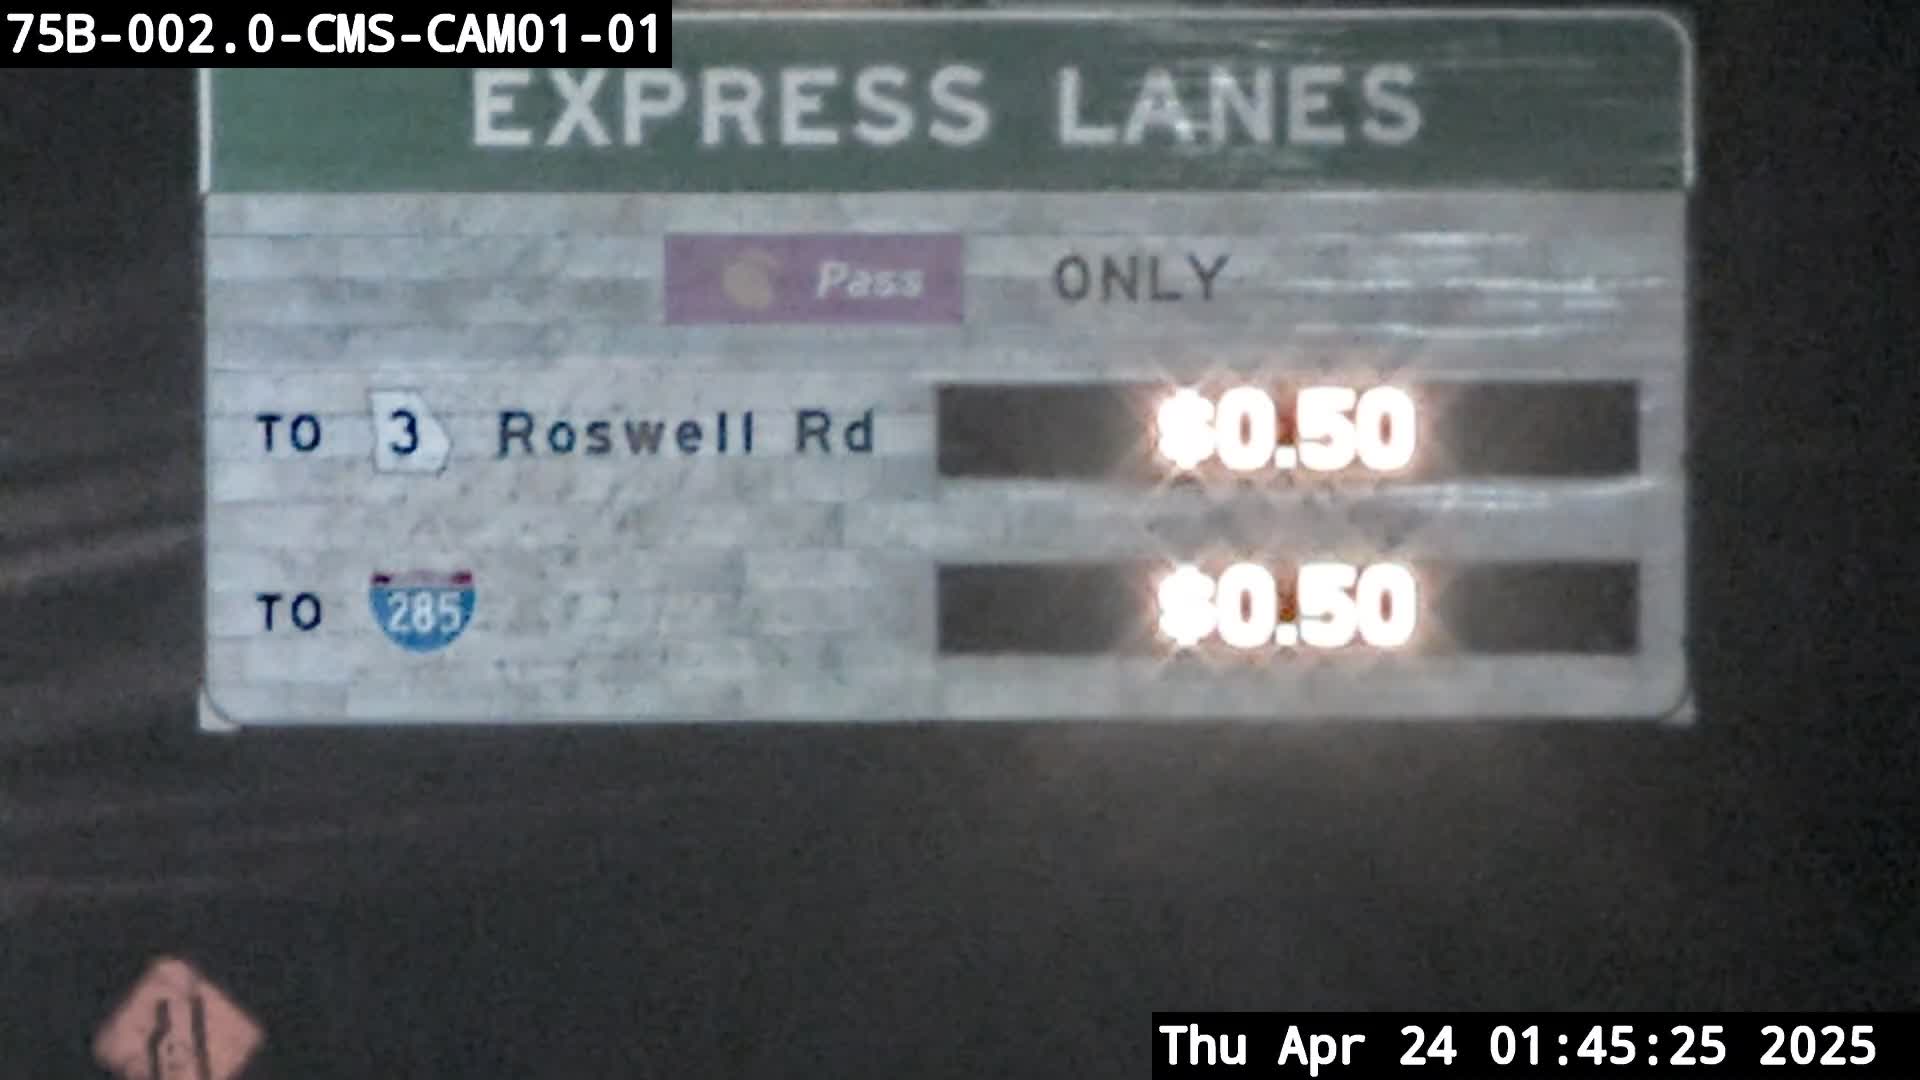 75B-002.0-CMS-CAM01-01
EXPRESS LANES
Pass ONLY
TO 3 Roswell Rd $0.50
TO 285 $0.50
Thu Apr 24 01:45:25 2025